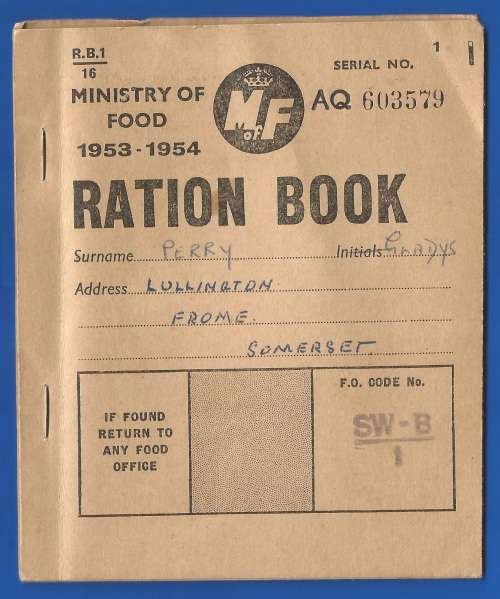 R.B.1
16
MINISTRY OF
FOOD
1953-1954
M of F
SERIAL NO.
1
AQ 603579
RATION BOOK
Surname PERRY Initials GLADYS
Address LULLINGTON
FROME.
SOMERSET
IF FOUND
RETURN TO
ANY FOOD
OFFICE
F.O. CODE No.
SW-B
1